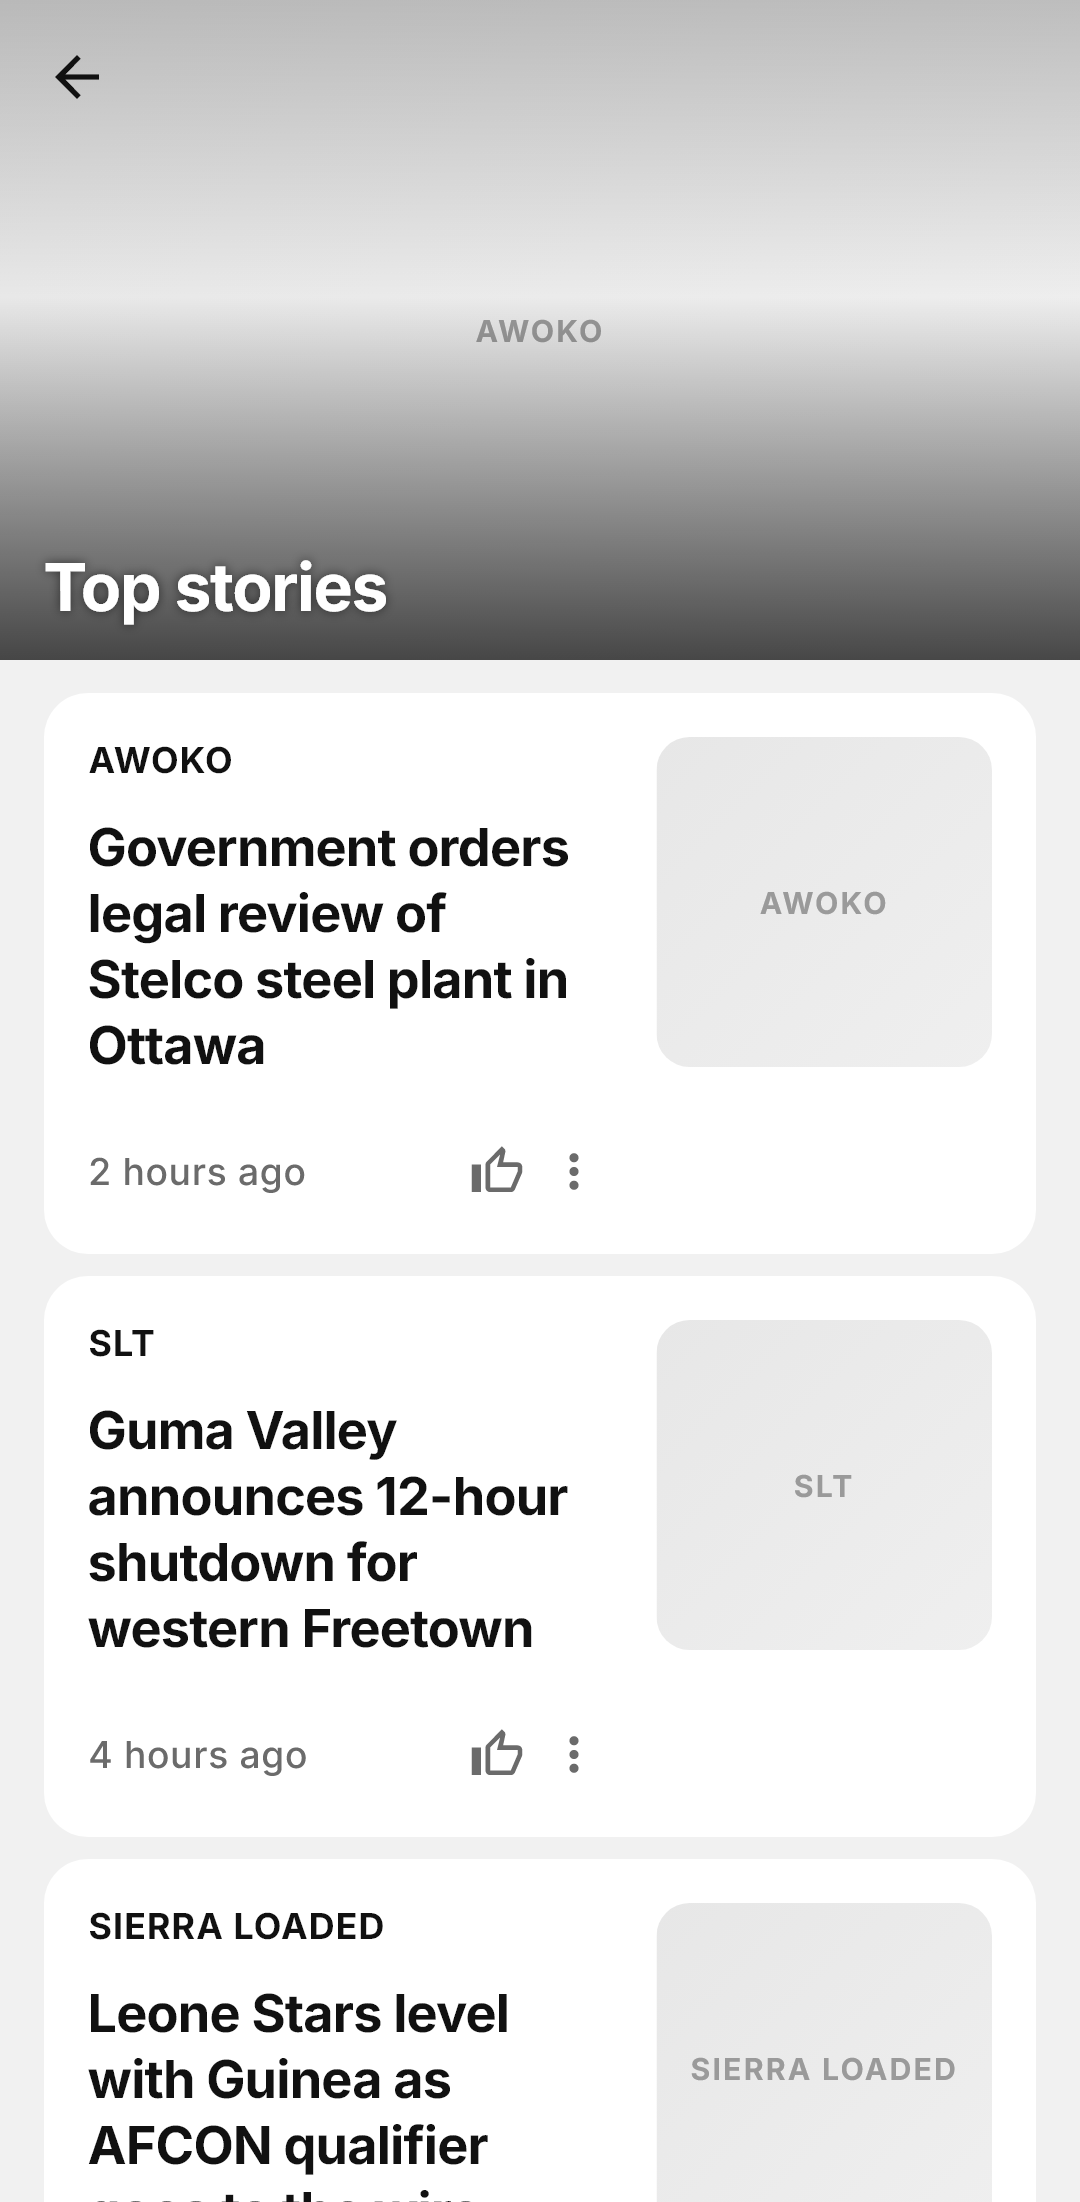 AWOKO
Top stories
AWOKO
Government orders
legal review of
Stelco steel plant in
Ottawa
AWOKO
2 hours ago
SLT
Guma Valley
announces 12-hour
shutdown for
western Freetown
SLT
4 hours ago
SIERRA LOADED
Leone Stars level
with Guinea as
AFCON qualifier
SIERRA LOADED